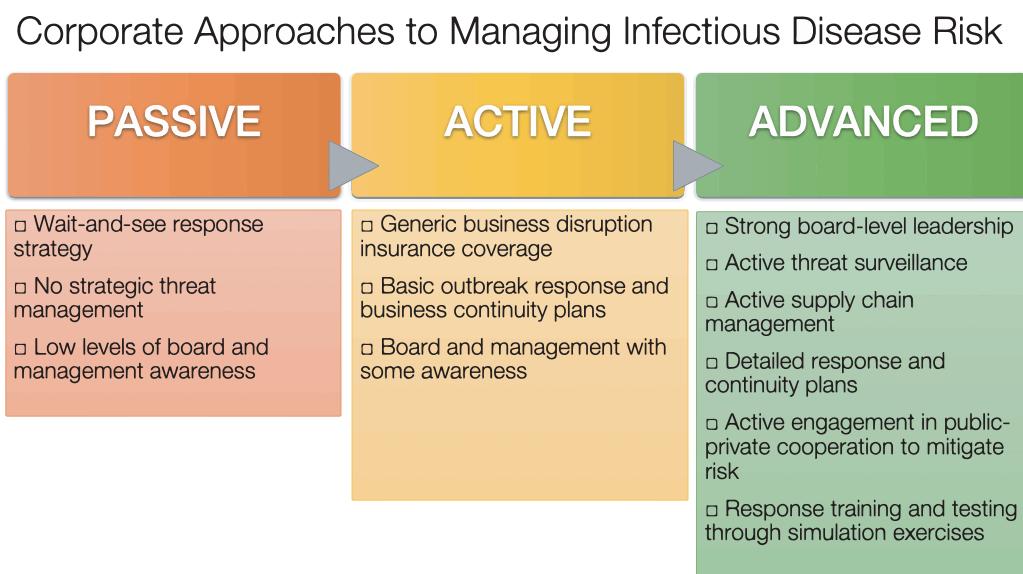 Corporate Approaches to Managing Infectious Disease Risk
PASSIVE
□ Wait-and-see response
strategy
□ No strategic threat
management
□ Low levels of board and
management awareness
ACTIVE
□ Generic business disruption
insurance coverage
□ Basic outbreak response and
business continuity plans
□ Board and management with
some awareness
ADVANCED
□ Strong board-level leadership
□ Active threat surveillance
□ Active supply chain
management
□ Detailed response and
continuity plans
□ Active engagement in public-
private cooperation to mitigate
risk
□ Response training and testing
through simulation exercises